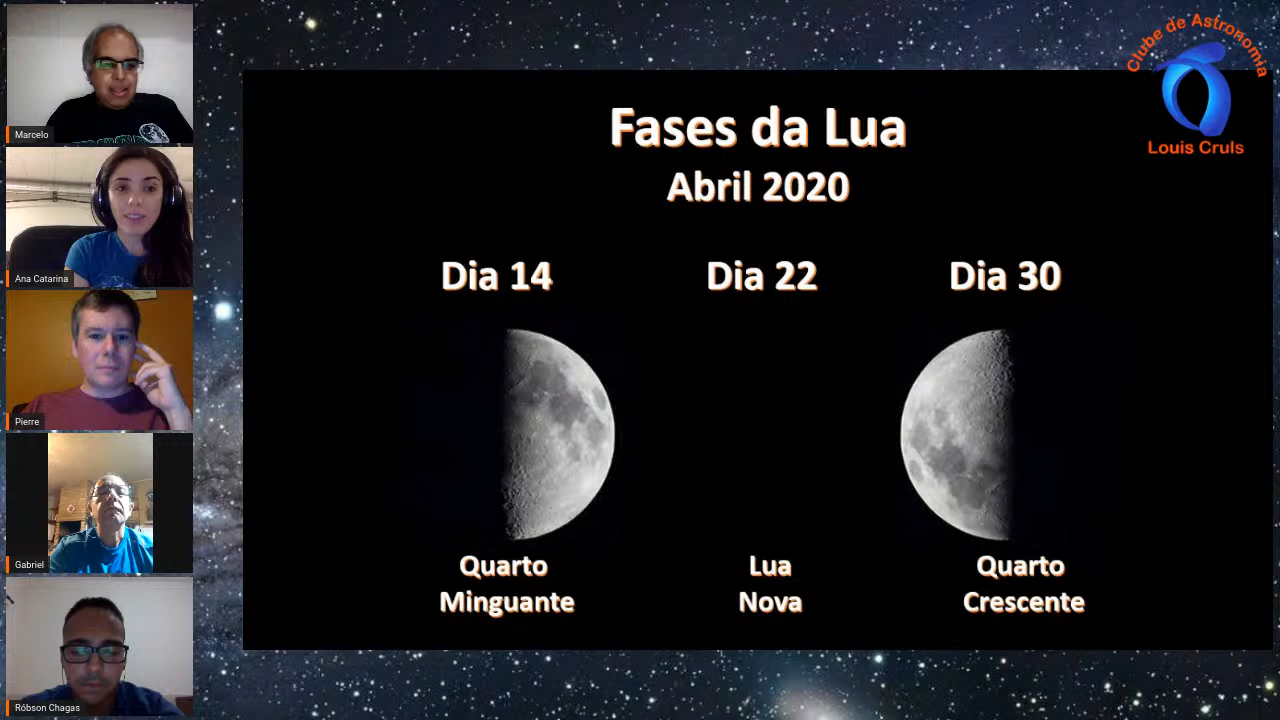 Clube de Astronomia
Louis Cruls
Fases da Lua
Abril 2020
Dia 14
Dia 22
Dia 30
Quarto
Minguante
Lua
Nova
Quarto
Crescente
Marcelo
Ana Catarina
Pierre
Gabriel
Róbson Chagas